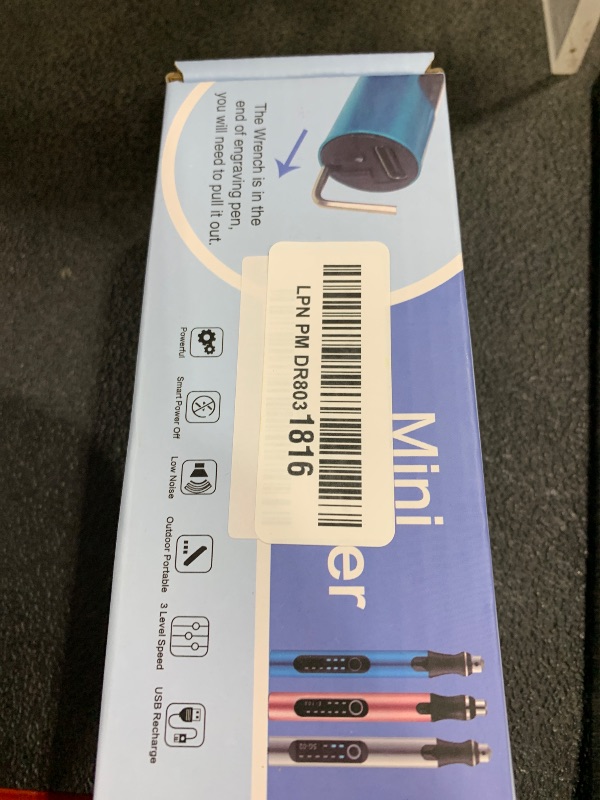 The Wrench is in the
end of engraving pen,
you will need to pull it out.
LPN PM DR8031816
Mini
er
Powerful
Smart Power Off
Low Noise
Outdoor Portable
3 Level Speed
USB Recharge